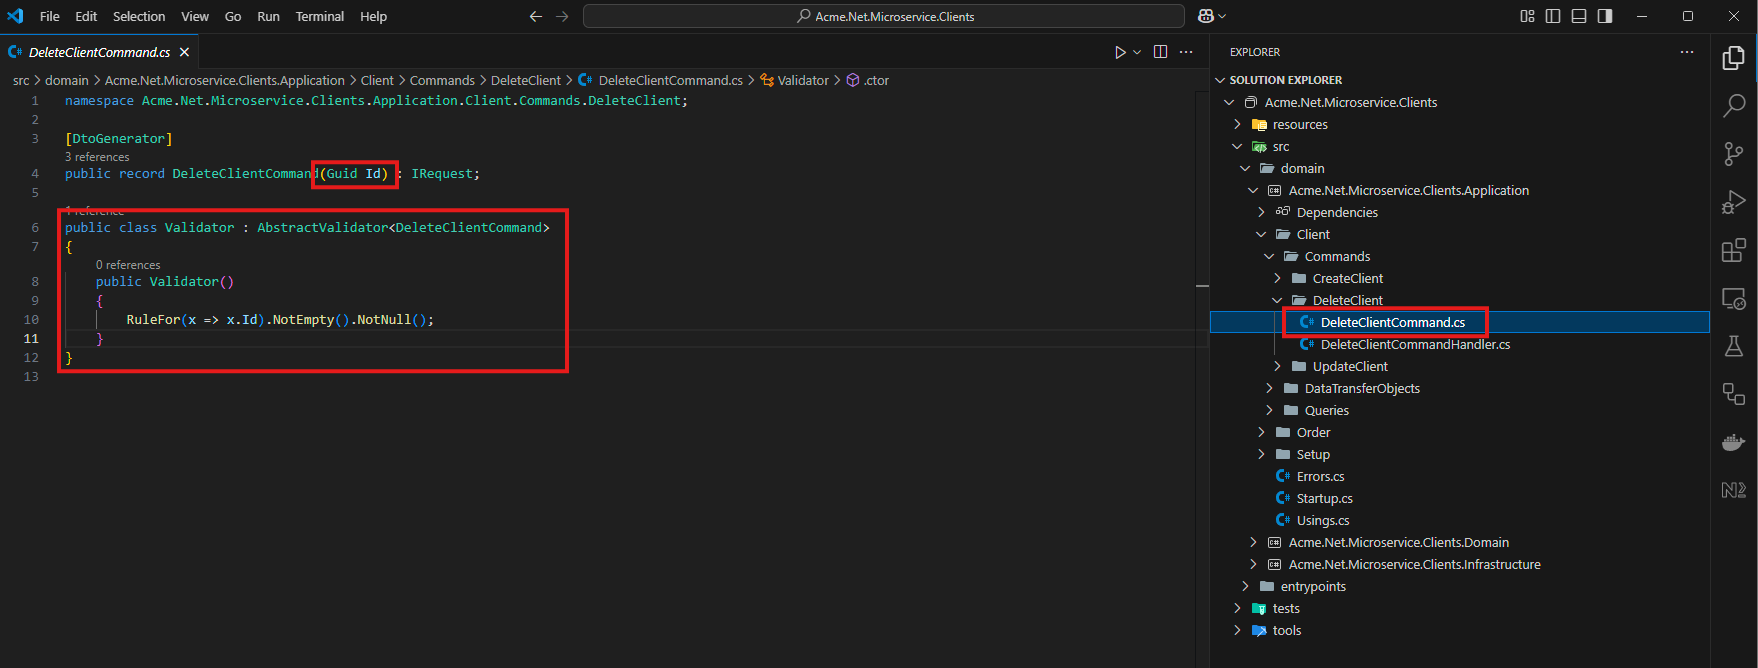 File Edit Selection View Go Run Terminal Help
Acme.Net.Microservice.Clients
DeleteClientCommand.cs
src > domain > Acme.Net.Microservice.Clients.Application > Client > Commands > DeleteClient > DeleteClientCommand.cs > Validator > .ctor
1 namespace Acme.Net.Microservice.Clients.Application.Client.Commands.DeleteClient;
2
3 [DtoGenerator]
3 references
4 public record DeleteClientCommand(Guid Id) : IRequest;
5
1 reference
6 public class Validator : AbstractValidator<DeleteClientCommand>
7 {
0 references
8 public Validator()
9 {
10 RuleFor(x => x.Id).NotEmpty().NotNull();
11 }
12 }
13
EXPLORER
SOLUTION EXPLORER
Acme.Net.Microservice.Clients
resources
src
domain
Acme.Net.Microservice.Clients.Application
Dependencies
Client
Commands
CreateClient
DeleteClient
DeleteClientCommand.cs
DeleteClientCommandHandler.cs
UpdateClient
DataTransferObjects
Queries
Order
Setup
Errors.cs
Startup.cs
Usings.cs
Acme.Net.Microservice.Clients.Domain
Acme.Net.Microservice.Clients.Infrastructure
entrypoints
tests
tools